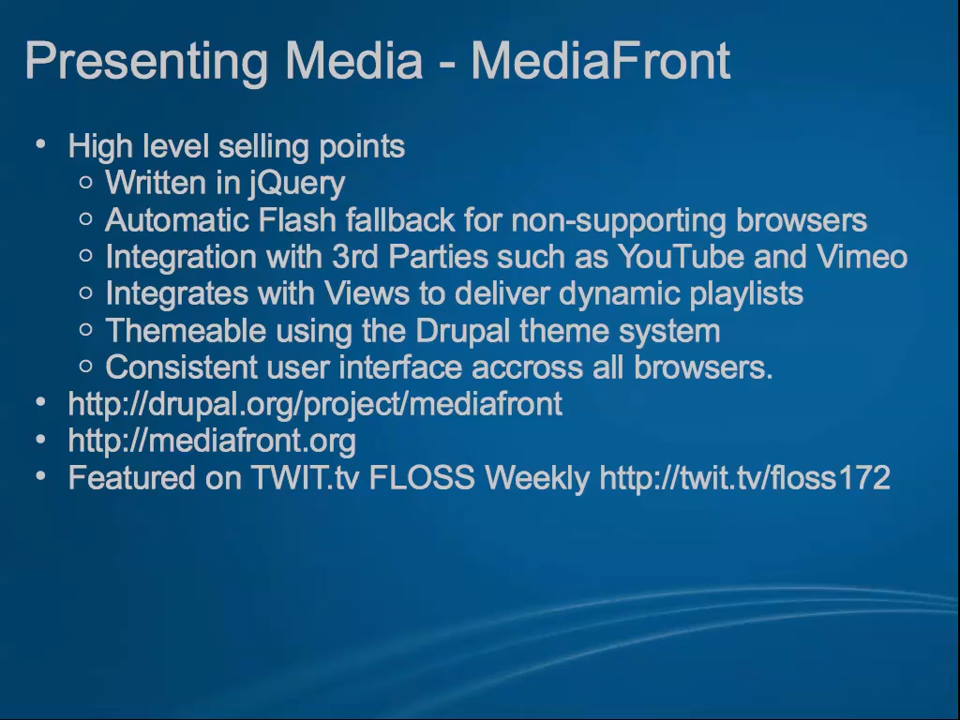 Presenting Media - MediaFront
• High level selling points
○ Written in jQuery
○ Automatic Flash fallback for non-supporting browsers
○ Integration with 3rd Parties such as YouTube and Vimeo
○ Integrates with Views to deliver dynamic playlists
○ Themeable using the Drupal theme system
○ Consistent user interface accross all browsers.
• http://drupal.org/project/mediafront
• http://mediafront.org
• Featured on TWIT.tv FLOSS Weekly http://twit.tv/floss172